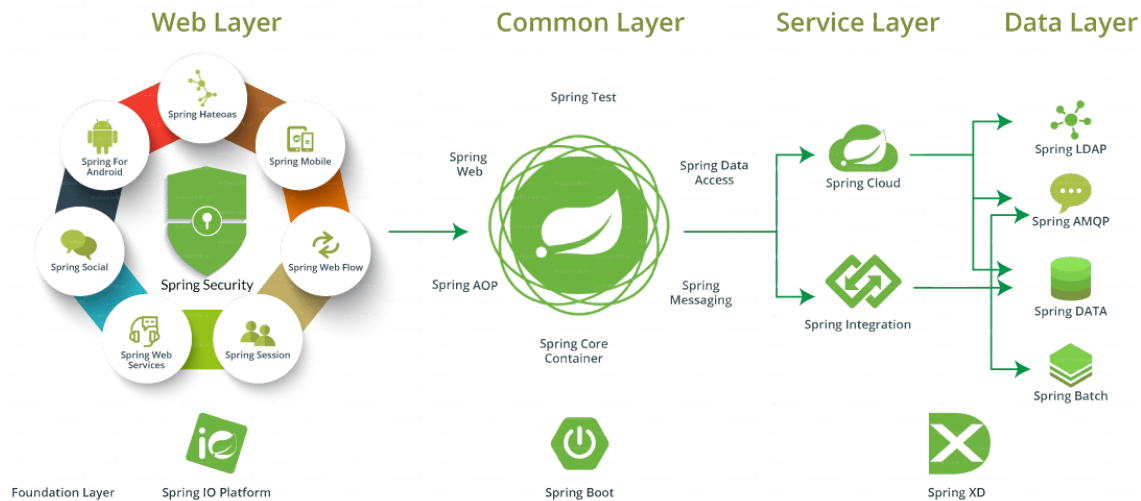 Web Layer
Common Layer
Service Layer
Data Layer
Spring Hateoas
Spring For
Android
Spring Mobile
Spring Social
Spring Security
Spring Web Flow
Spring Web
Services
Spring Session
Spring Test
Spring
Web
Spring Data
Access
Spring AOP
Spring
Messaging
Spring Core
Container
Spring Cloud
Spring Integration
Spring LDAP
Spring AMQP
Spring DATA
Spring Batch
Foundation Layer
Spring IO Platform
Spring Boot
Spring XD